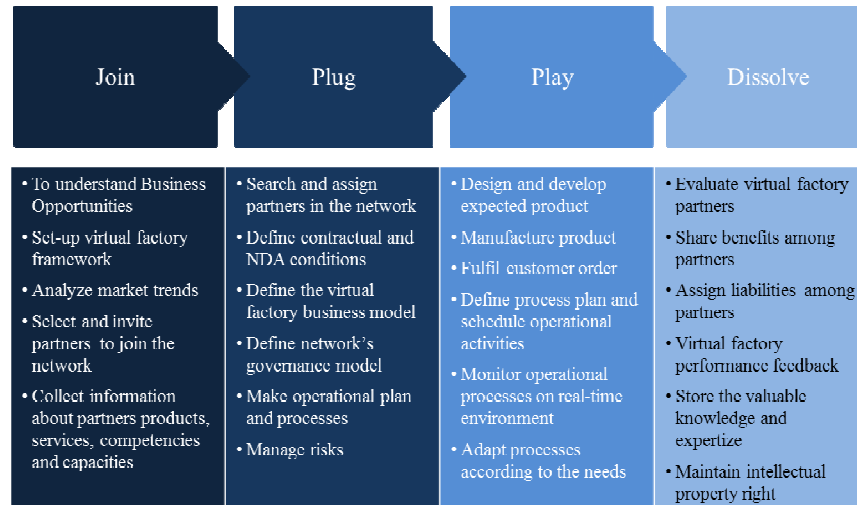 Join
Plug
Play
Dissolve
• To understand Business
Opportunities
• Set-up virtual factory
framework
• Analyze market trends
• Select and invite
partners to join the
network
• Collect information
about partners products,
services, competencies
and capacities
• Search and assign
partners in the network
• Define contractual and
NDA conditions
• Define the virtual
factory business model
• Define network's
governance model
• Make operational plan
and processes
• Manage risks
• Design and develop
expected product
• Manufacture product
• Fulfil customer order
• Define process plan and
schedule operational
activities
• Monitor operational
processes on real-time
environment
• Adapt processes
according to the needs
• Evaluate virtual factory
partners
• Share benefits among
partners
• Assign liabilities among
partners
• Virtual factory
performance feedback
• Store the valuable
knowledge and
expertize
• Maintain intellectual
property right